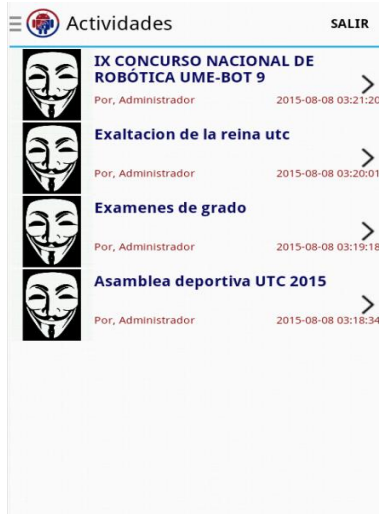 Actividades
SALIR
IX CONCURSO NACIONAL DE
ROBÓTICA UME-BOT 9
Por, Administrador 2015-08-08 03:21:20
Exaltacion de la reina utc
Por, Administrador 2015-08-08 03:20:01
Examenes de grado
Por, Administrador 2015-08-08 03:19:18
Asamblea deportiva UTC 2015
Por, Administrador 2015-08-08 03:18:34